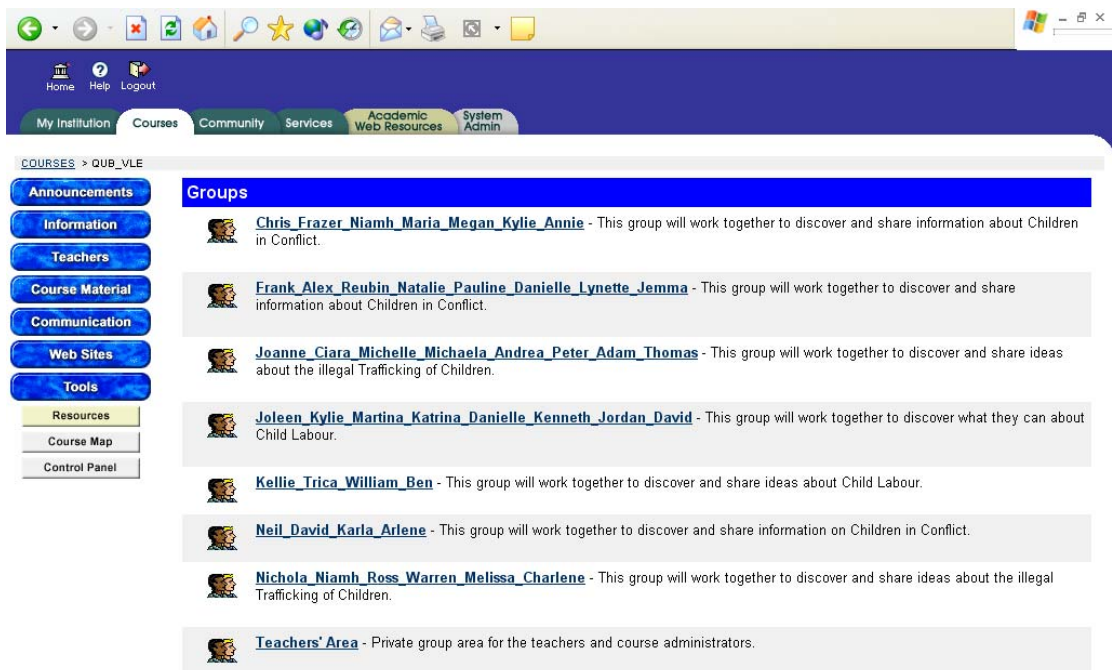 Home Help Logout
My Institution Courses Community Services Academic Web Resources System Admin
COURSES > QUB_VLE
Announcements
Information
Teachers
Course Material
Communication
Web Sites
Tools
Resources
Course Map
Control Panel
Groups
Chris_Frazer_Niamh_Maria_Megan_Kylie_Annie - This group will work together to discover and share information about Children
in Conflict.
Frank_Alex_Reubin_Natalie_Pauline_Danielle_Lynette_Jemma - This group will work together to discover and share
information about Children in Conflict.
Joanne_Ciara_Michelle_Michaela_Andrea_Peter_Adam_Thomas - This group will work together to discover and share ideas
about the illegal Trafficking of Children.
Joleen_Kylie_Martina_Katrina_Danielle_Kenneth_Jordan_David - This group will work together to discover what they can about
Child Labour.
Kellie_Trica_William_Ben - This group will work together to discover and share ideas about Child Labour.
Neil_David_Karla_Arlene - This group will work together to discover and share information on Children in Conflict.
Nichola_Niamh_Ross_Warren_Melissa_Charlene - This group will work together to discover and share ideas about the illegal
Trafficking of Children.
Teachers' Area - Private group area for the teachers and course administrators.